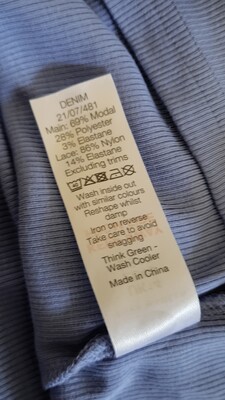 DENIM
21/07/481
Main: 69% Modal
28% Polyester
3% Elastane
Lace: 86% Nylon
14% Elastane
Excluding trims
Wash inside out
with similar colours
Reshape whilst
damp
Iron on reverse
Take care to avoid
snagging
Think Green -
Wash Cooler
Made in China